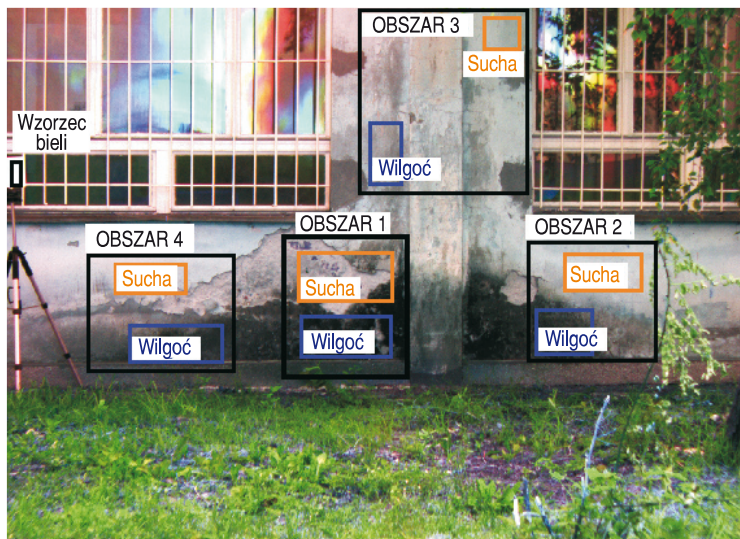 OBSZAR 3
Sucha
Wzorzec
bieli
Wilgoć
OBSZAR 4
OBSZAR 1
OBSZAR 2
Sucha
Sucha
Sucha
Wilgoć
Wilgoć
Wilgoć